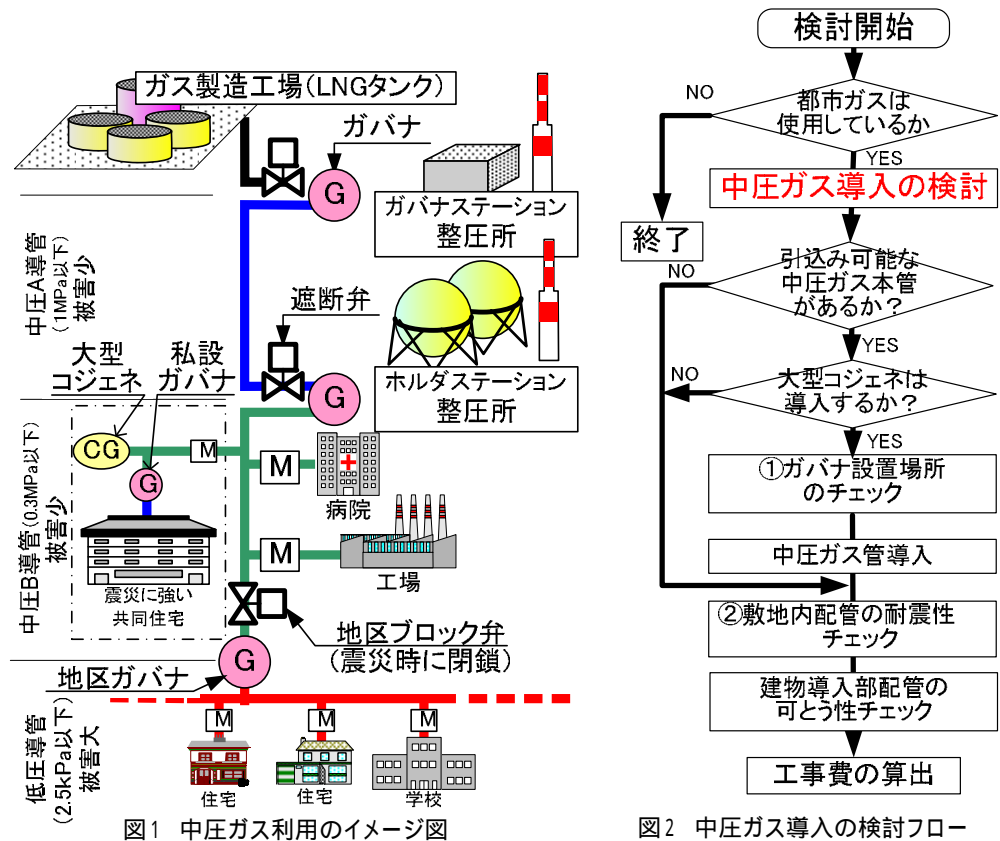 ガス製造工場(LNGタンク)
ガバナ
G
ガバナステーション
整圧所
中圧A導管
(1MPa以下)
被害少
遮断弁
G
ホルダステーション
整圧所
大型
コジェネ
私設
ガバナ
CG
G
M
M
病院
M
工場
震災に強い
共同住宅
中圧B導管(0.3MPa以下)
被害少
地区ブロック弁
(震災時に閉鎖)
G
地区ガバナ
低圧導管
(2.5kPa以下)
被害大
M
M
M
住宅
住宅
学校
図1 中圧ガス利用のイメージ図
検討開始
都市ガスは
使用しているか
NO
YES
中圧ガス導入の検討
終了
引込み可能な
中圧ガス本管
があるか?
NO
YES
大型コジェネは
導入するか?
NO
YES
①ガバナ設置場所
のチェック
中圧ガス管導入
②敷地内配管の耐震性
チェック
建物導入部配管の
可とう性チェック
工事費の算出
図2 中圧ガス導入の検討フロー